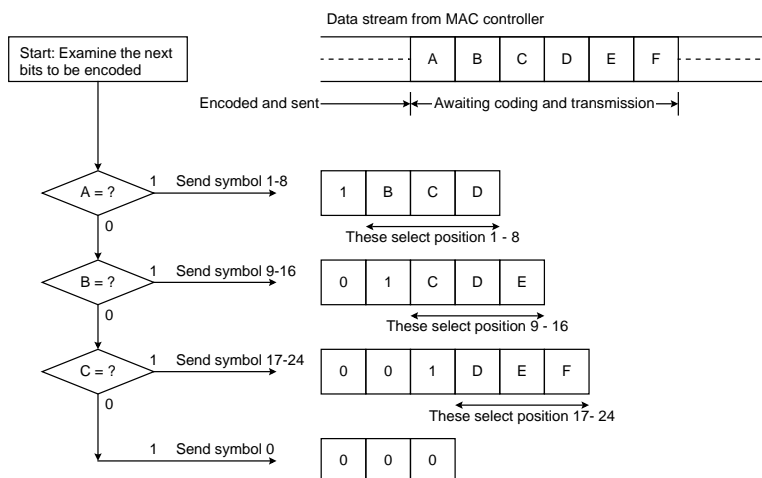 Data stream from MAC controller
Start: Examine the next
bits to be encoded
A B C D E F
Encoded and sent
Awaiting coding and transmission
A = ?
1
Send symbol 1-8
0
1 B C D
These select position 1 - 8
B = ?
1
Send symbol 9-16
0
0 1 C D E
These select position 9 - 16
C = ?
1
Send symbol 17-24
0
0 0 1 D E F
These select position 17- 24
1
Send symbol 0
0 0 0